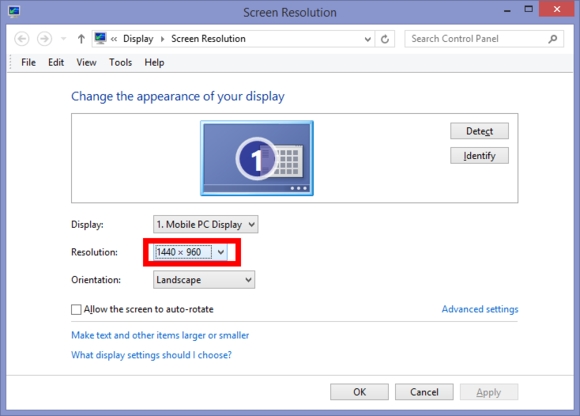 Screen Resolution
« Display Screen Resolution Search Control Panel
File Edit View Tools Help
Change the appearance of your display
1
Detect
Identify
Display: 1. Mobile PC Display
Resolution: 1440 × 960
Orientation: Landscape
Allow the screen to auto-rotate Advanced settings
Make text and other items larger or smaller
What display settings should I choose?
OK Cancel Apply